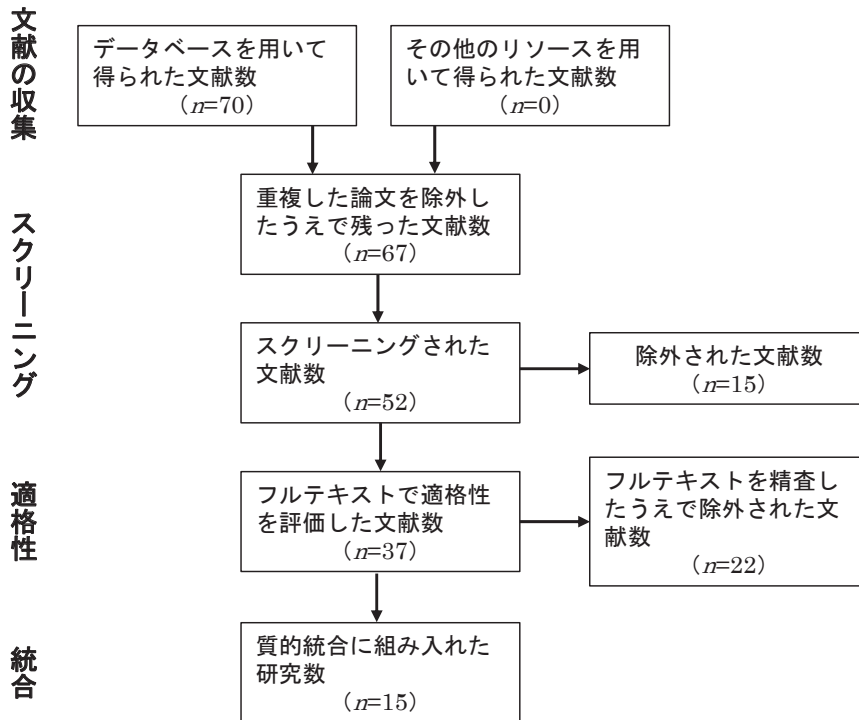 文献の収集
データベースを用いて
得られた文献数
（n=70）
その他のリソースを用
いて得られた文献数
（n=0）
スクリーニング
重複した論文を除外し
たうえで残った文献数
（n=67）
スクリーニングされた
文献数
（n=52）
除外された文献数
（n=15）
適格性
フルテキストで適格性
を評価した文献数
（n=37）
フルテキストを精査し
たうえで除外された文
献数
（n=22）
統合
質的統合に組み入れた
研究数
（n=15）